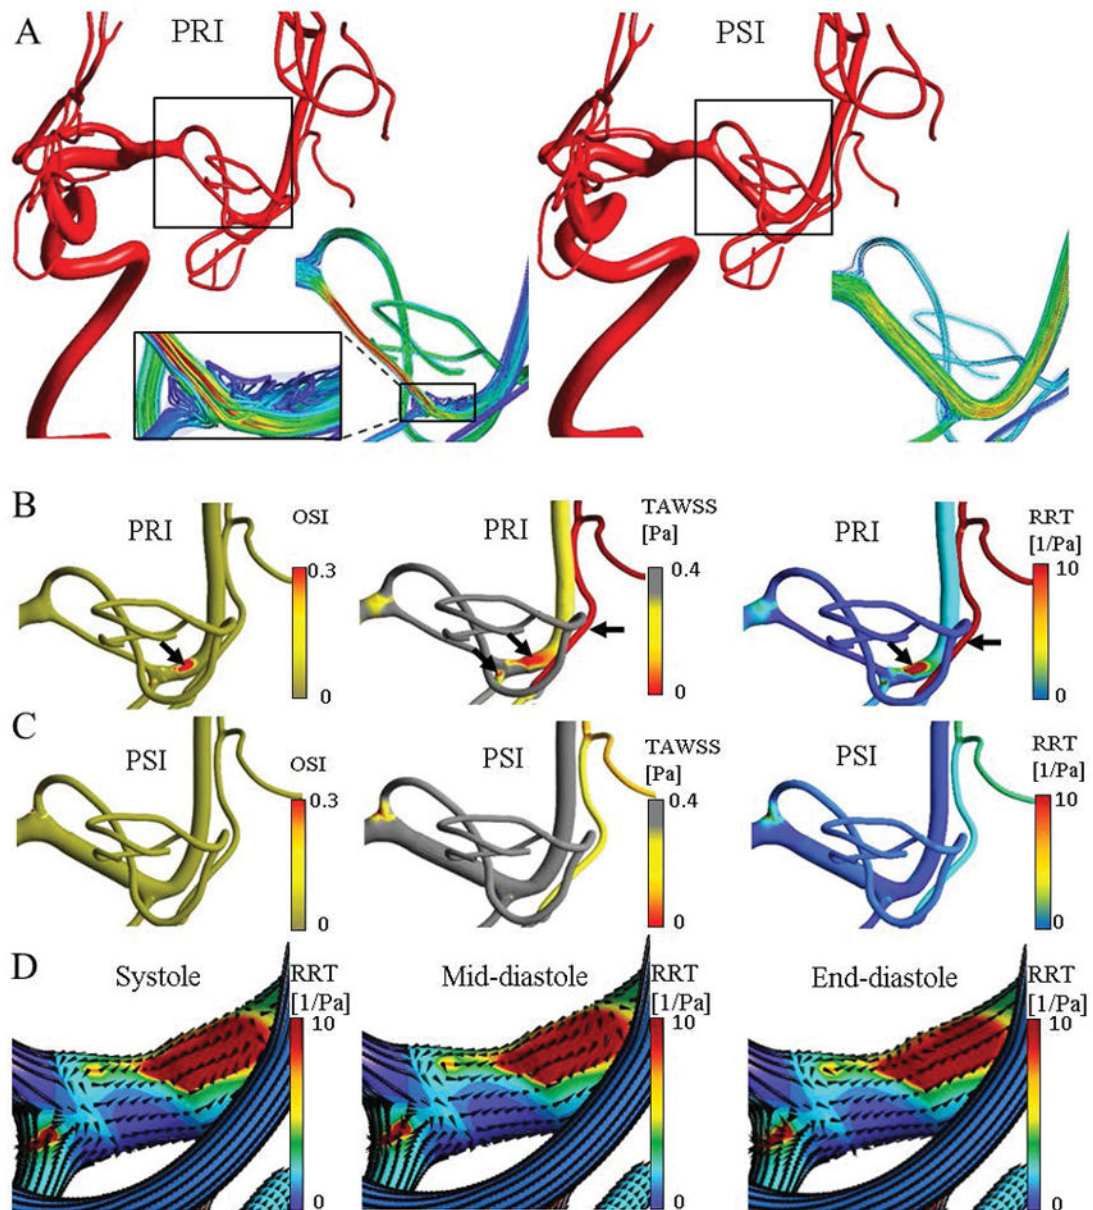 A
PRI
PSI
B
PRI
OSI
0.3
0
PRI
TAWSS
[Pa]
0.4
0
PRI
RRT
[1/Pa]
10
0
C
PSI
OSI
0.3
0
PSI
TAWSS
[Pa]
0.4
0
PSI
RRT
[1/Pa]
10
0
D
Systole
RRT
[1/Pa]
10
0
Mid-diastole
RRT
[1/Pa]
10
0
End-diastole
RRT
[1/Pa]
10
0